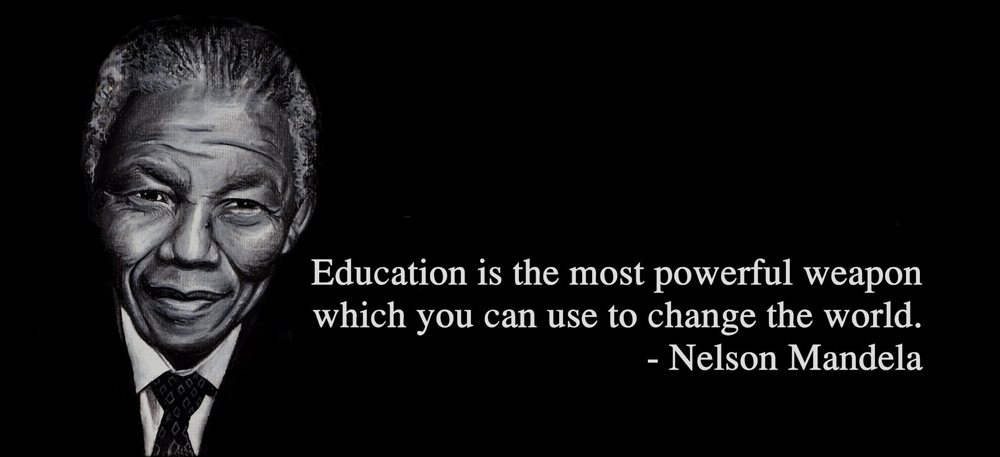 Education is the most powerful weapon
which you can use to change the world.
- Nelson Mandela